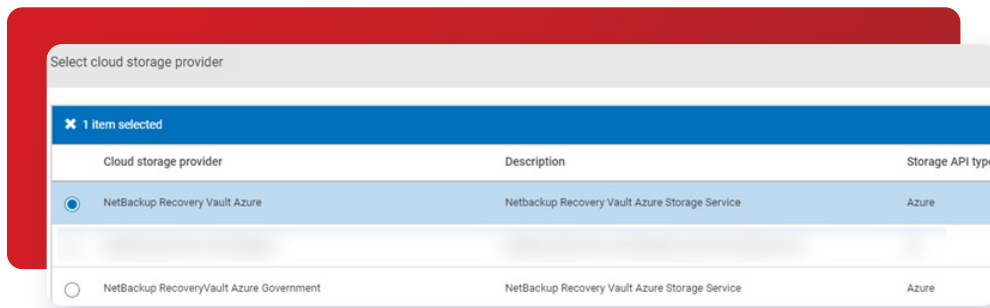 Select cloud storage provider
✖ 1 item selected
Cloud storage provider Description Storage API type
NetBackup Recovery Vault Azure Netbackup Recovery Vault Azure Storage Service Azure
NetBackup RecoveryVault Azure Government NetBackup Recovery Vault Azure Storage Service Azure